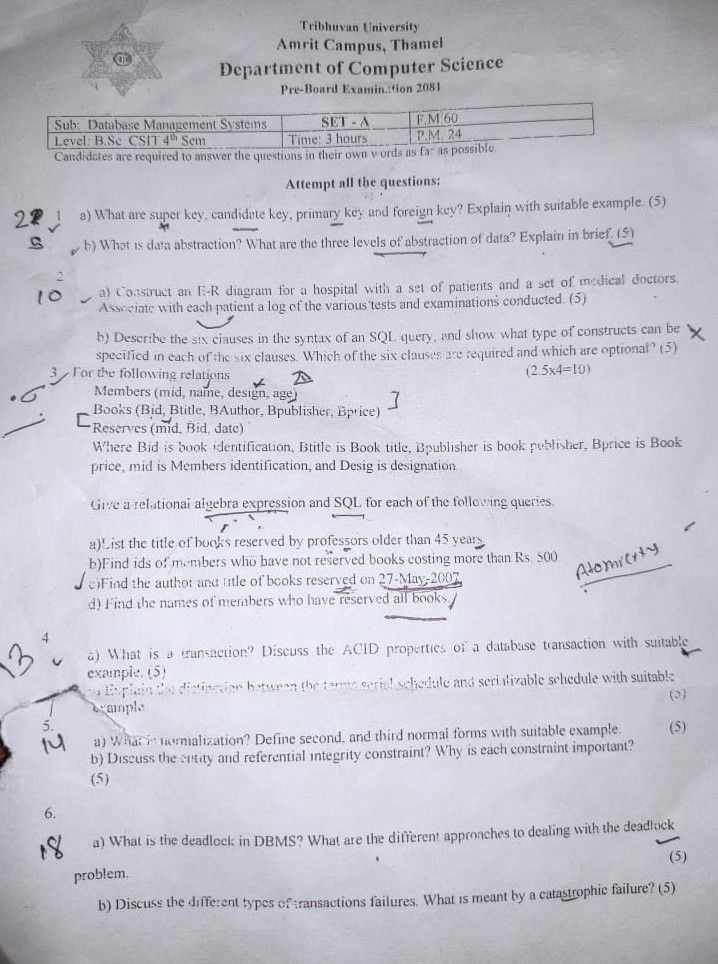 Tribhuvan University
Amrit Campus, Thamel
Department of Computer Science
Pre-Board Examination 2081
Sub: Database Management Systems SET - A F.M 60
Level: B.Sc CSIT 4th Sem Time: 3 hours P.M. 24
Candidates are required to answer the questions in their own words as far as possible.
Attempt all the questions:
1 a) What are super key, candidate key, primary key and foreign key? Explain with suitable example. (5)
b) What is data abstraction? What are the three levels of abstraction of data? Explain in brief. (5)
2
10
a) Construct an E-R diagram for a hospital with a set of patients and a set of medical doctors.
Associate with each patient a log of the various tests and examinations conducted. (5)
b) Describe the six clauses in the syntax of an SQL query, and show what type of constructs can be
specified in each of the six clauses. Which of the six clauses are required and which are optional? (5)
3 For the following relations (2.5x4=10)
Members (mid, name, design, age)
Books (Bid, Btitle, BAuthor, Bpublisher, Bprice)
Reserves (mid, Bid, date)
Where Bid is book identification, Btitle is Book title, Bpublisher is book publisher, Bprice is Book
price, mid is Members identification, and Desig is designation
Give a relational algebra expression and SQL for each of the following queries.
a)List the title of books reserved by professors older than 45 years
b)Find ids of members who have not reserved books costing more than Rs. 500
c)Find the author and title of books reserved on 27-May-2007
d) Find the names of members who have reserved all books
Atomicity
4
13
a) What is a transaction? Discuss the ACID properties of a database transaction with suitable
example. (5)
Explain the distinction between the terms serial schedule and serializable schedule with suitable
example (5)
5.
14
a) What is normialization? Define second, and third normal forms with suitable example. (5)
b) Discuss the entity and referential integrity constraint? Why is each constraint important?
(5)
6.
18
a) What is the deadlock in DBMS? What are the different approaches to dealing with the deadlock
(5)
problem.
b) Discuss the different types of transactions failures. What is meant by a catastrophic failure? (5)